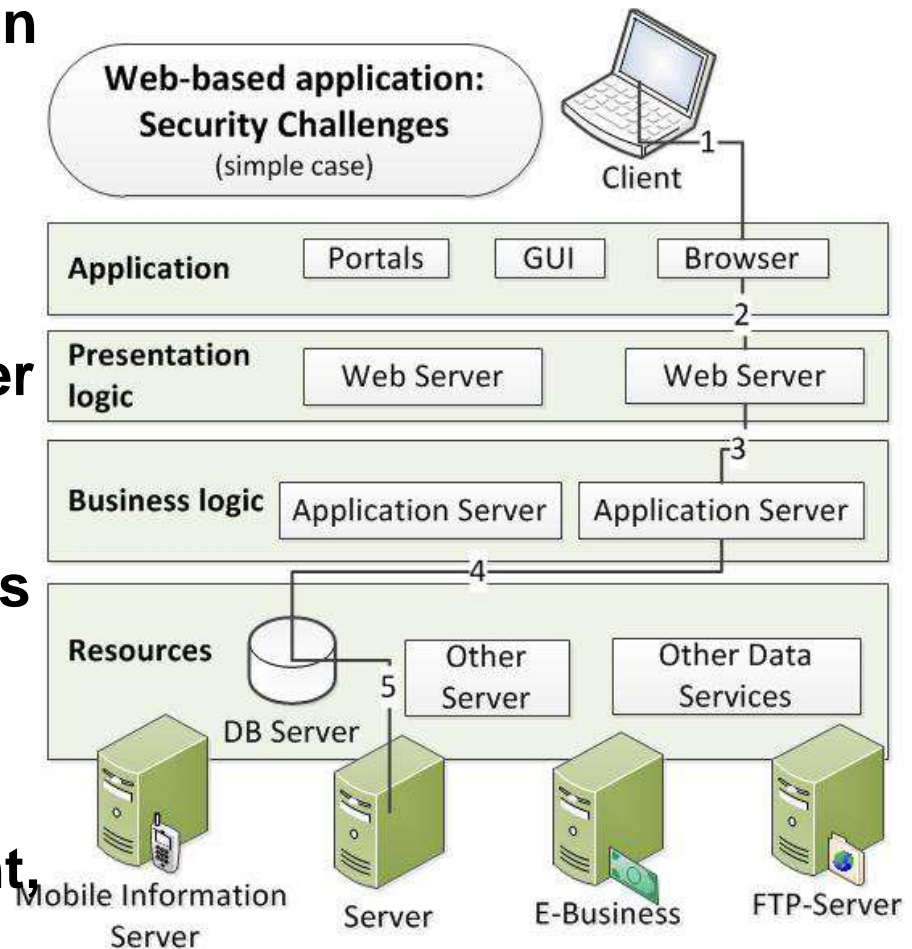 n
Web-based application:
Security Challenges
(simple case)
1
Client
Application
Portals
GUI
Browser
2
er
Presentation
logic
Web Server
Web Server
3
Business logic
Application Server
Application Server
4
s
Resources
Other
Server
Other Data
Services
5
DB Server
nt,
Mobile Information
Server
Server
E-Business
FTP-Server